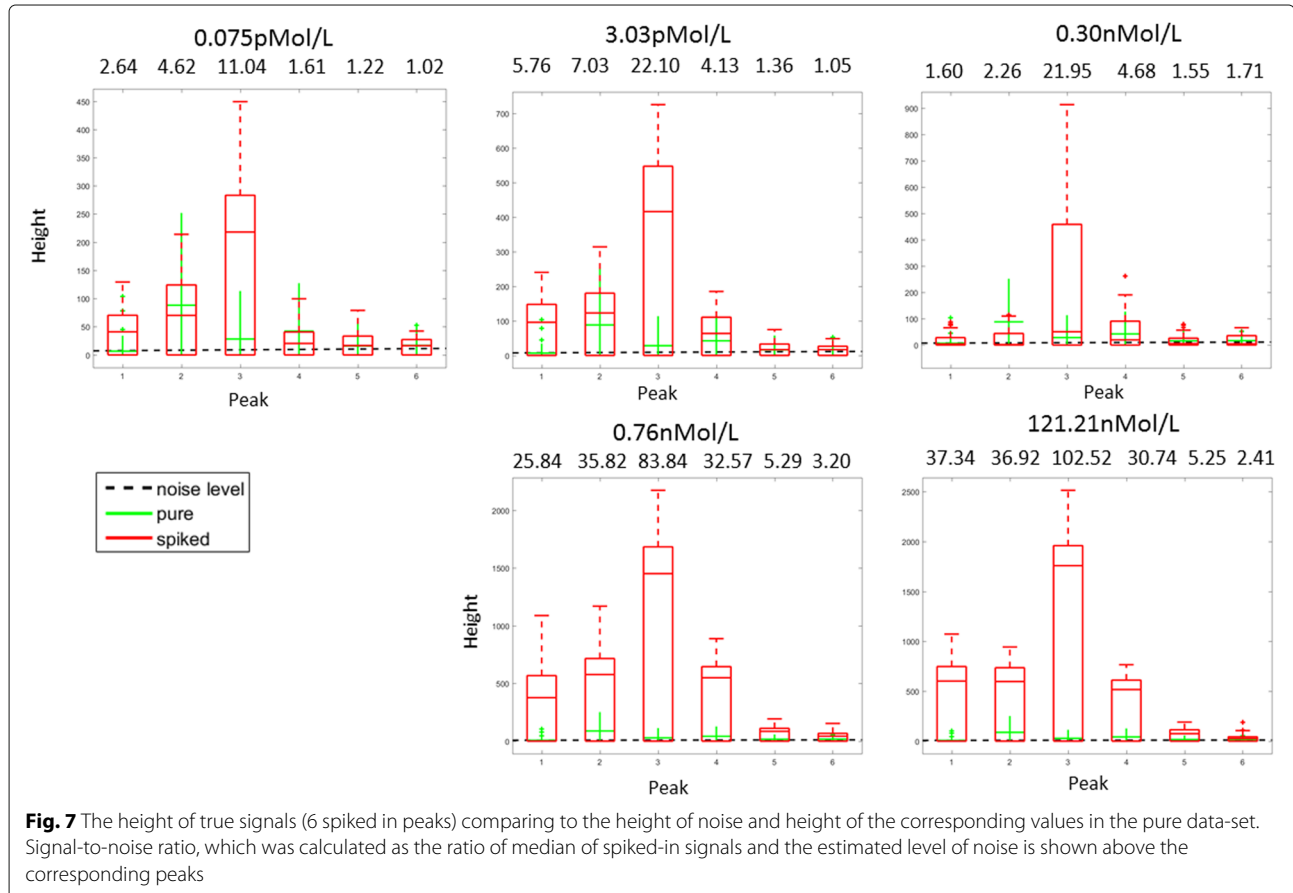 0.075pMol/L
2.64 4.62 11.04 1.61 1.22 1.02
450
400
350
300
250
200
150
100
50
0
Height
1 2 3 4 5 6
Peak
3.03pMol/L
5.76 7.03 22.10 4.13 1.36 1.05
700
600
500
400
300
200
100
0
1 2 3 4 5 6
Peak
0.30nMol/L
1.60 2.26 21.95 4.68 1.55 1.71
900
800
700
600
500
400
300
200
100
0
1 2 3 4 5 6
Peak
noise level
pure
spiked
0.76nMol/L
25.84 35.82 83.84 32.57 5.29 3.20
2000
1500
1000
500
0
Height
1 2 3 4 5 6
Peak
121.21nMol/L
37.34 36.92 102.52 30.74 5.25 2.41
2500
2000
1500
1000
500
0
1 2 3 4 5 6
Peak
Fig. 7 The height of true signals (6 spiked in peaks) comparing to the height of noise and height of the corresponding values in the pure data-set.
Signal-to-noise ratio, which was calculated as the ratio of median of spiked-in signals and the estimated level of noise is shown above the
corresponding peaks